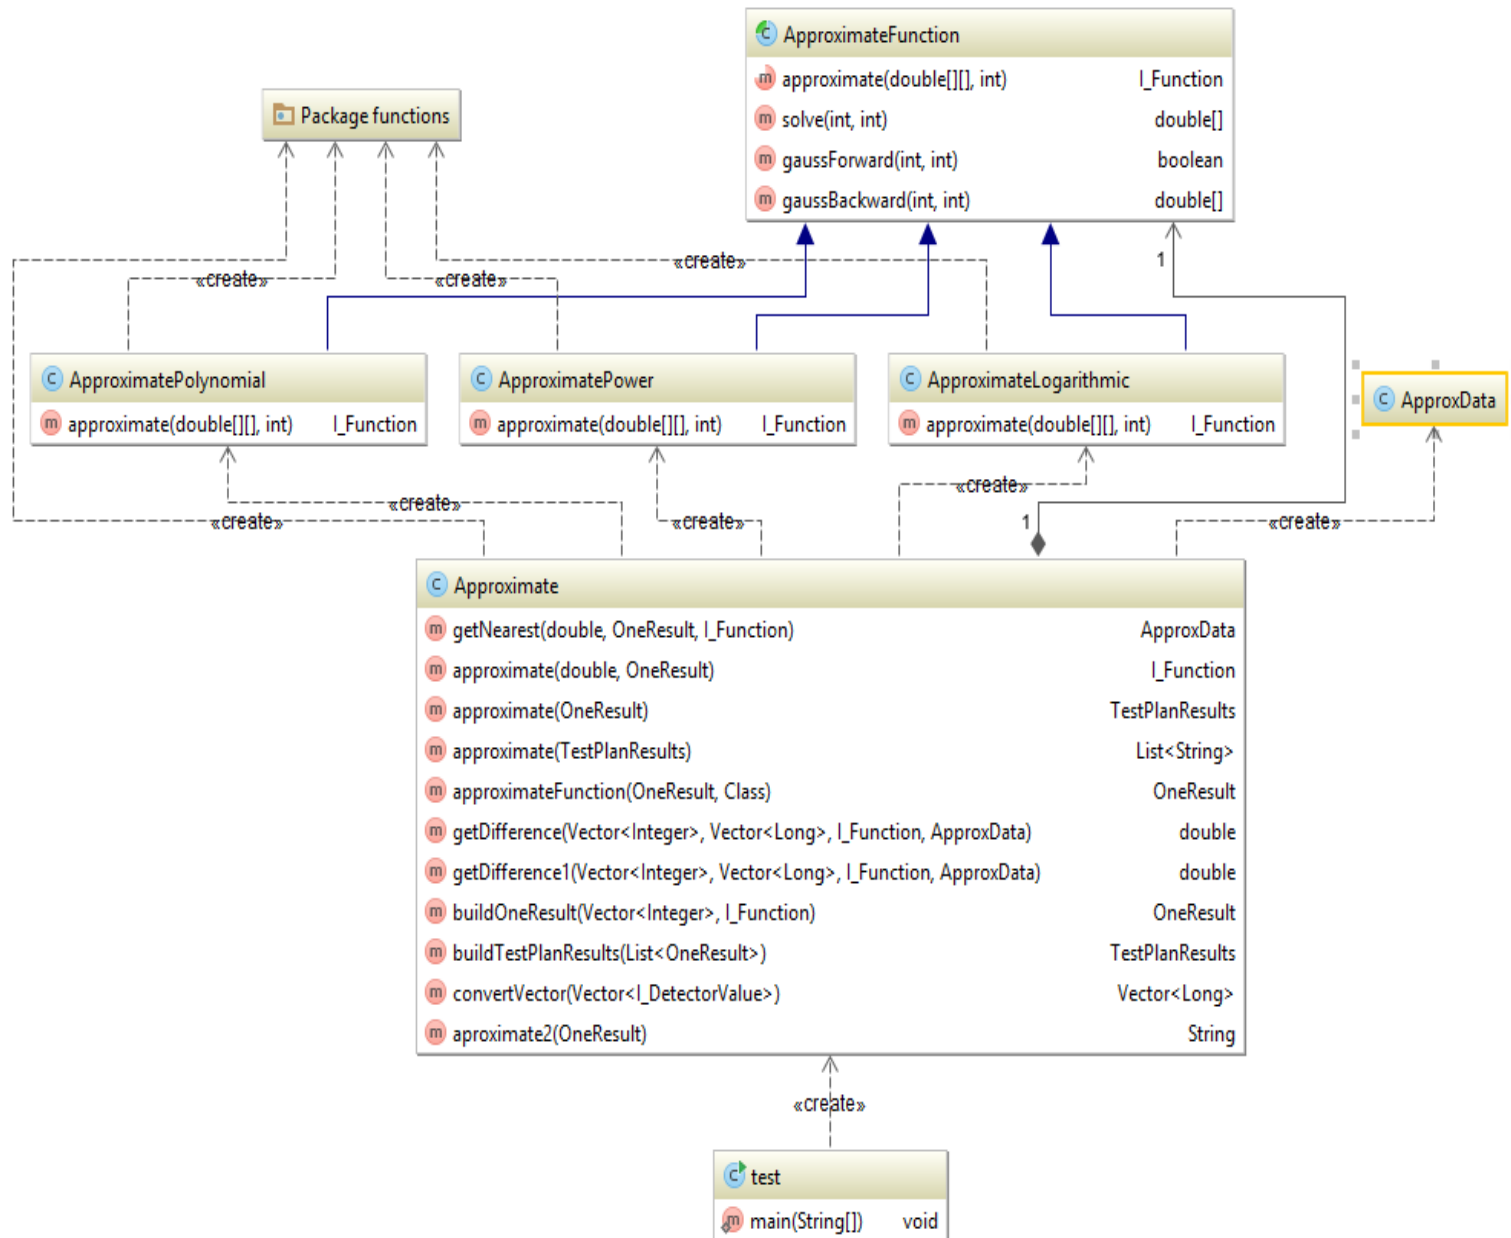 ApproximateFunction
approximate(double[][], int) I_Function
solve(int, int) double[]
gaussForward(int, int) boolean
gaussBackward(int, int) double[]
Package functions
1
«create»
«create»
«create»
ApproximatePolynomial
approximate(double[][], int) I_Function
ApproximatePower
approximate(double[][], int) I_Function
ApproximateLogarithmic
approximate(double[][], int) I_Function
ApproxData
«create»
«create»
«create»
«create»
1
«create»
Approximate
getNearest(double, OneResult, I_Function) ApproxData
approximate(double, OneResult) I_Function
approximate(OneResult) TestPlanResults
approximate(TestPlanResults) List<String>
approximateFunction(OneResult, Class) OneResult
getDifference(Vector<Integer>, Vector<Long>, I_Function, ApproxData) double
getDifference1(Vector<Integer>, Vector<Long>, I_Function, ApproxData) double
buildOneResult(Vector<Integer>, I_Function) OneResult
buildTestPlanResults(List<OneResult>) TestPlanResults
convertVector(Vector<I_DetectorValue>) Vector<Long>
aproximate2(OneResult) String
«create»
test
main(String[]) void